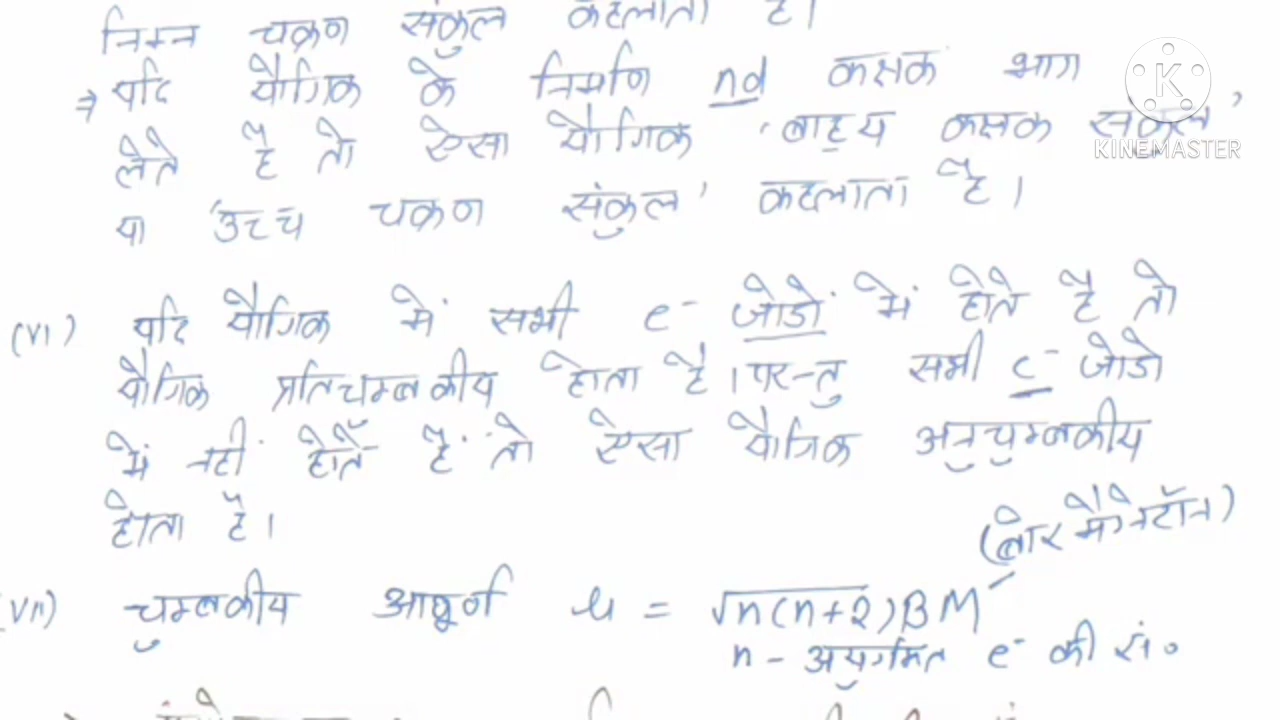 निम्न चक्रण संकुल कहलाता है।
⇒ यदि यौगिक के निर्माण nd कक्षक भाग
लेते है तो ऐसा यौगिक 'बाह्य कक्षक संकुल'
या 'उच्च चक्रण संकुल' कहलाता है।
(VI) यदि यौगिक में सभी e⁻ जोडों में होते है तो
यौगिक प्रतिचुम्बकीय होता है। परन्तु सभी e⁻ जोडो
में नहीं होतें है तो ऐसा यौगिक अनुचुम्बकीय
होता है।
(बोर मैग्नेटॉन)
(VII) चुम्बकीय आघूर्ण μ = √n(n+2) BM
n - अयुग्मित e⁻ की सं०
K
KINEMASTER